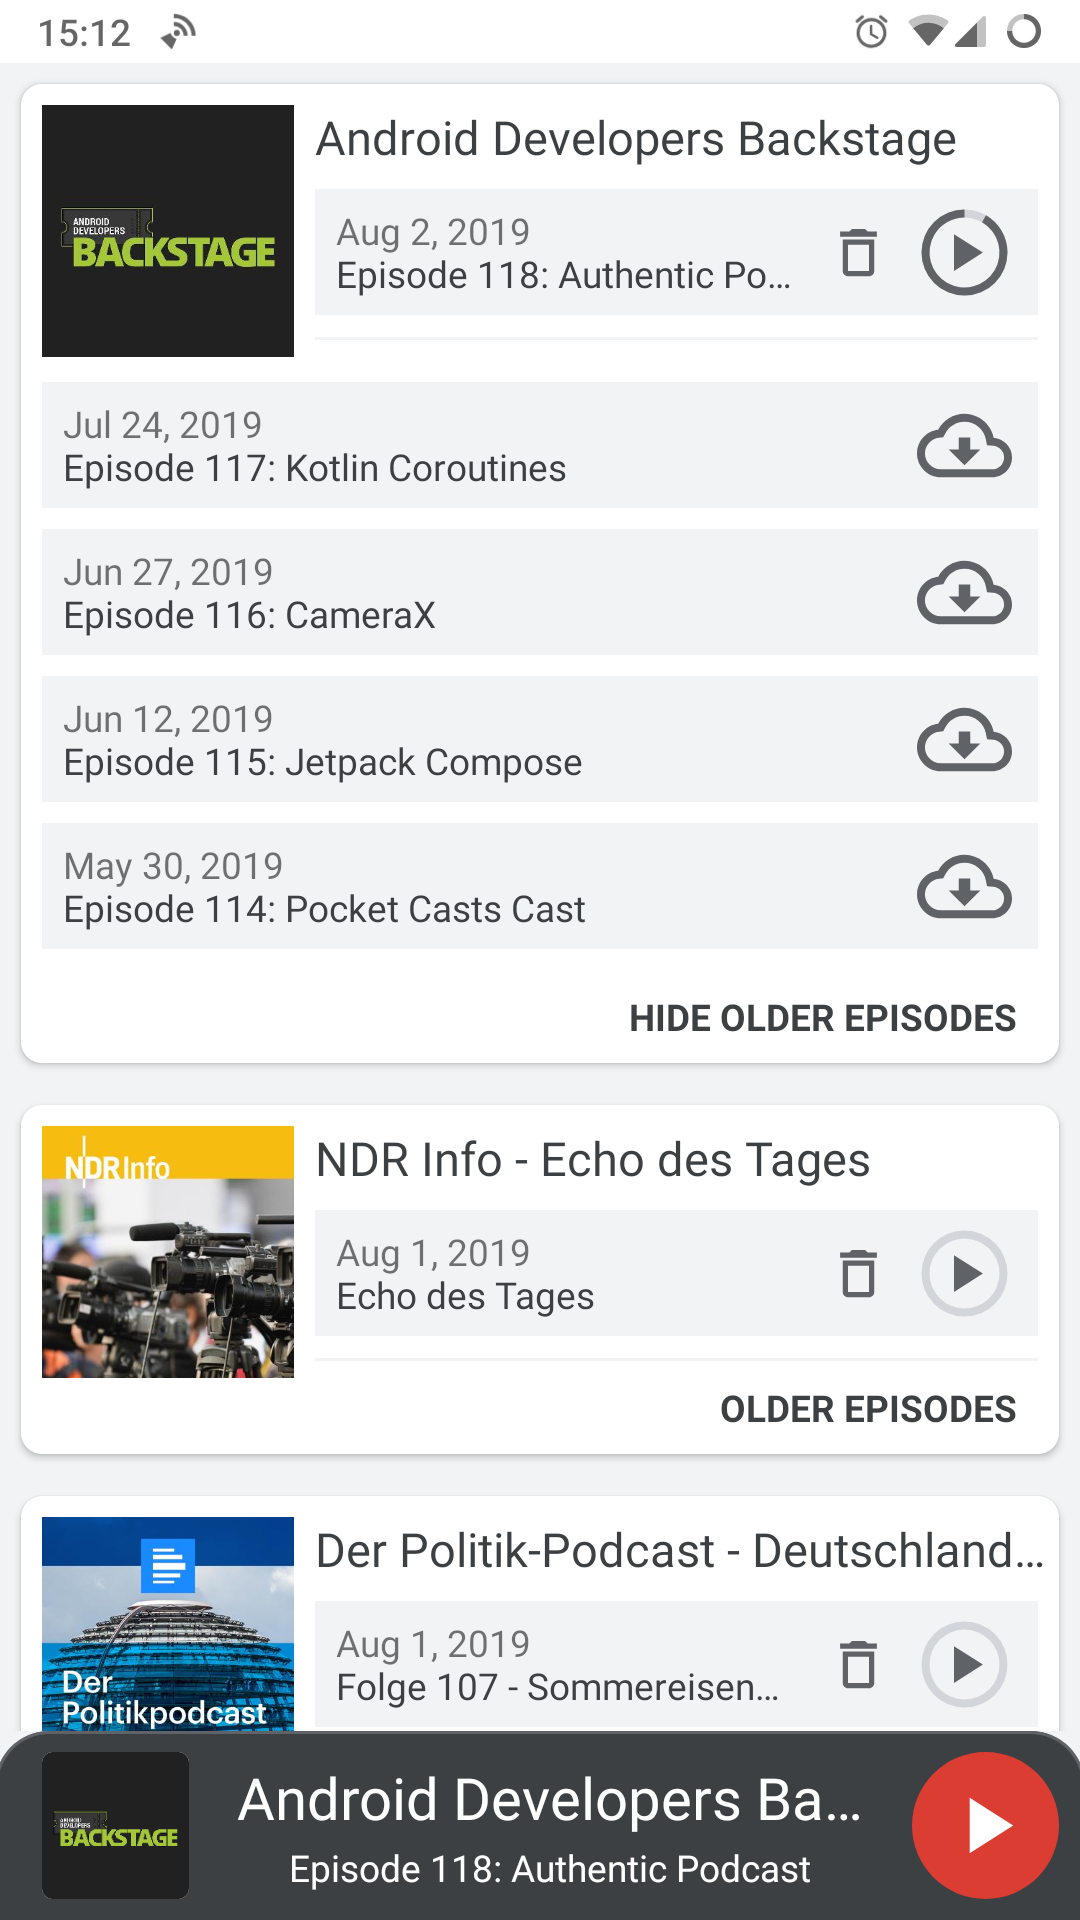 15:12
Android Developers Backstage
ANDROID
DEVELOPERS
BACKSTAGE
Aug 2, 2019
Episode 118: Authentic Po...
Jul 24, 2019
Episode 117: Kotlin Coroutines
Jun 27, 2019
Episode 116: CameraX
Jun 12, 2019
Episode 115: Jetpack Compose
May 30, 2019
Episode 114: Pocket Casts Cast
HIDE OLDER EPISODES
NDR Info
NDR Info - Echo des Tages
Aug 1, 2019
Echo des Tages
OLDER EPISODES
Der Politik-Podcast - Deutschland...
Aug 1, 2019
Folge 107 - Sommereisen...
Der
Politikpodcast
ANDROID
DEVELOPERS
BACKSTAGE
Android Developers Ba...
Episode 118: Authentic Podcast